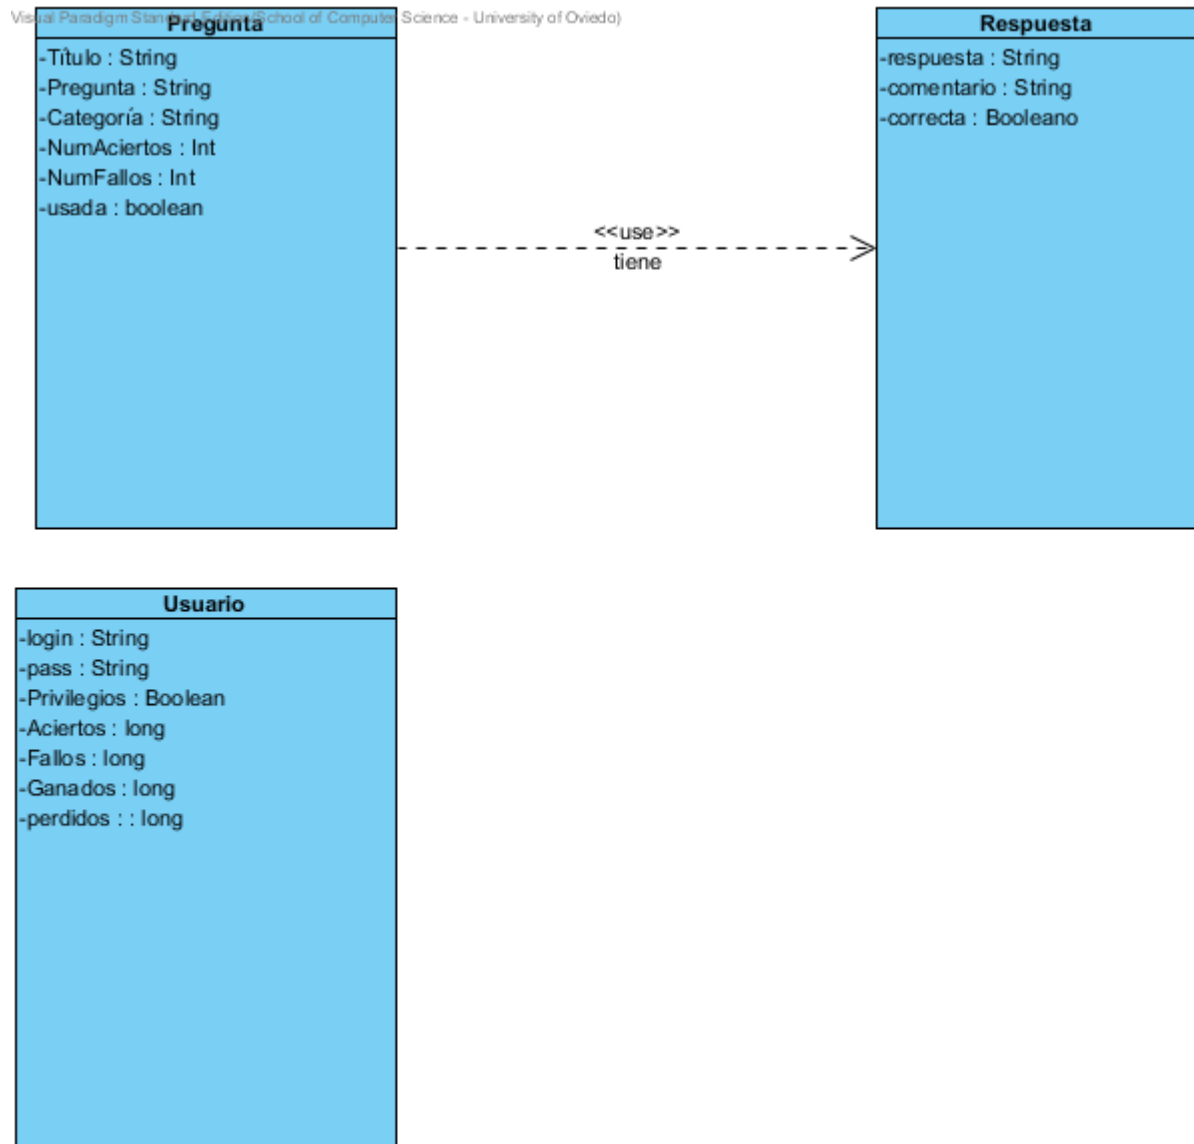 Visual Paradigm Standard Edition(School of Computer Science - University of Oviedo)
Pregunta
-Título : String
-Pregunta : String
-Categoría : String
-NumAciertos : Int
-NumFallos : Int
-usada : boolean
<<use>>
tiene
Respuesta
-respuesta : String
-comentario : String
-correcta : Booleano
Usuario
-login : String
-pass : String
-Privilegios : Boolean
-Aciertos : long
-Fallos : long
-Ganados : long
-perdidos : : long